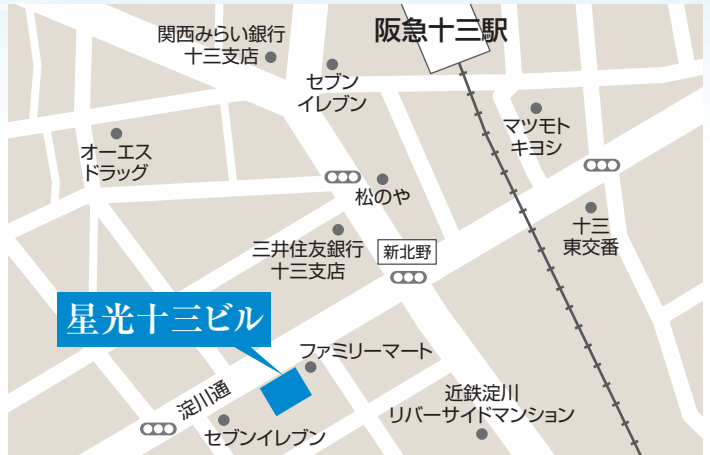 関西みらい銀行
十三支店
阪急十三駅
セブン
イレブン
マツモト
キヨシ
オーエス
ドラッグ
松のや
十三
東交番
三井住友銀行
十三支店
新北野
星光十三ビル
ファミリーマート
淀川通
近鉄淀川
リバーサイドマンション
セブンイレブン